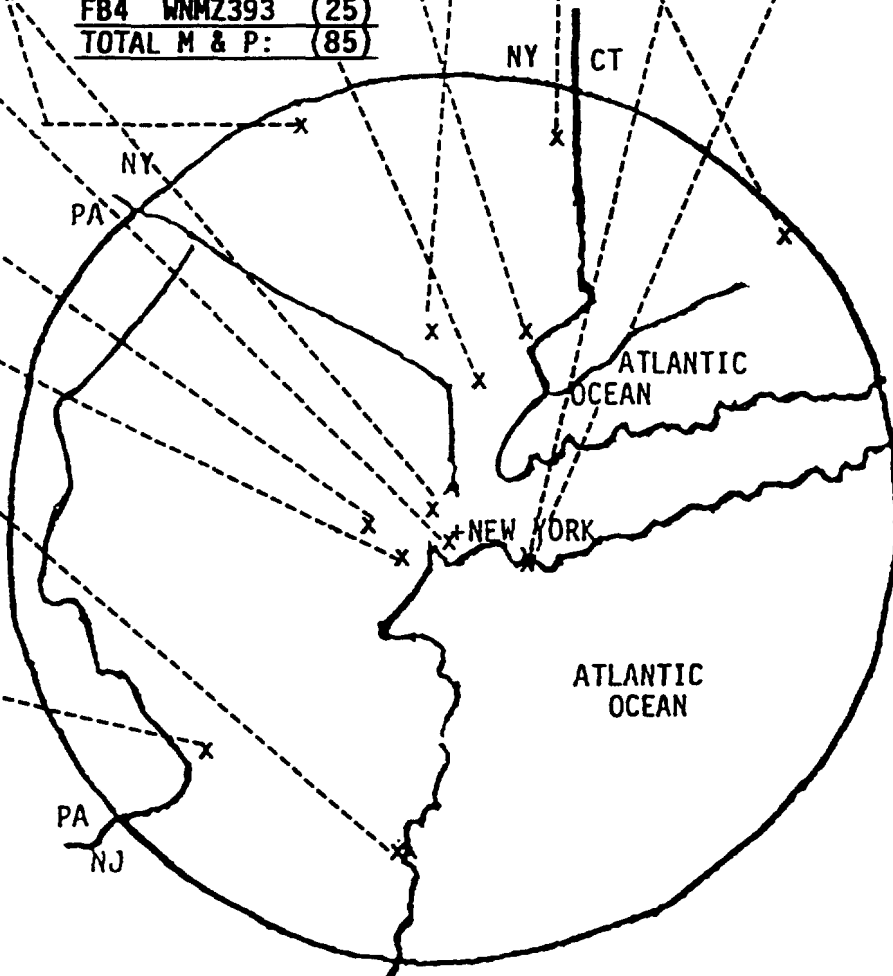 FB4 WNMZ393 (25)
TOTAL M & P: (85)
NY CT
NY
PA
ATLANTIC
OCEAN
+NEW YORK
ATLANTIC
OCEAN
PA
NJ